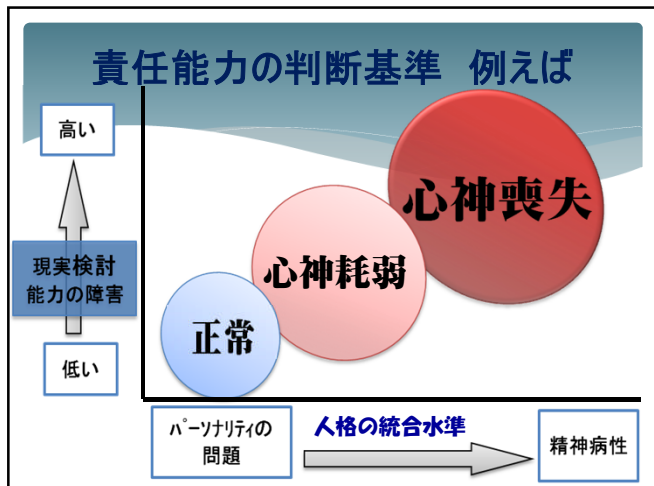 責任能力の判断基準 例えば
高い
現実検討
能力の障害
低い
心神喪失
心神耗弱
正常
ﾊﾟｰｿﾅﾘﾃｨの
問題
人格の統合水準
精神病性